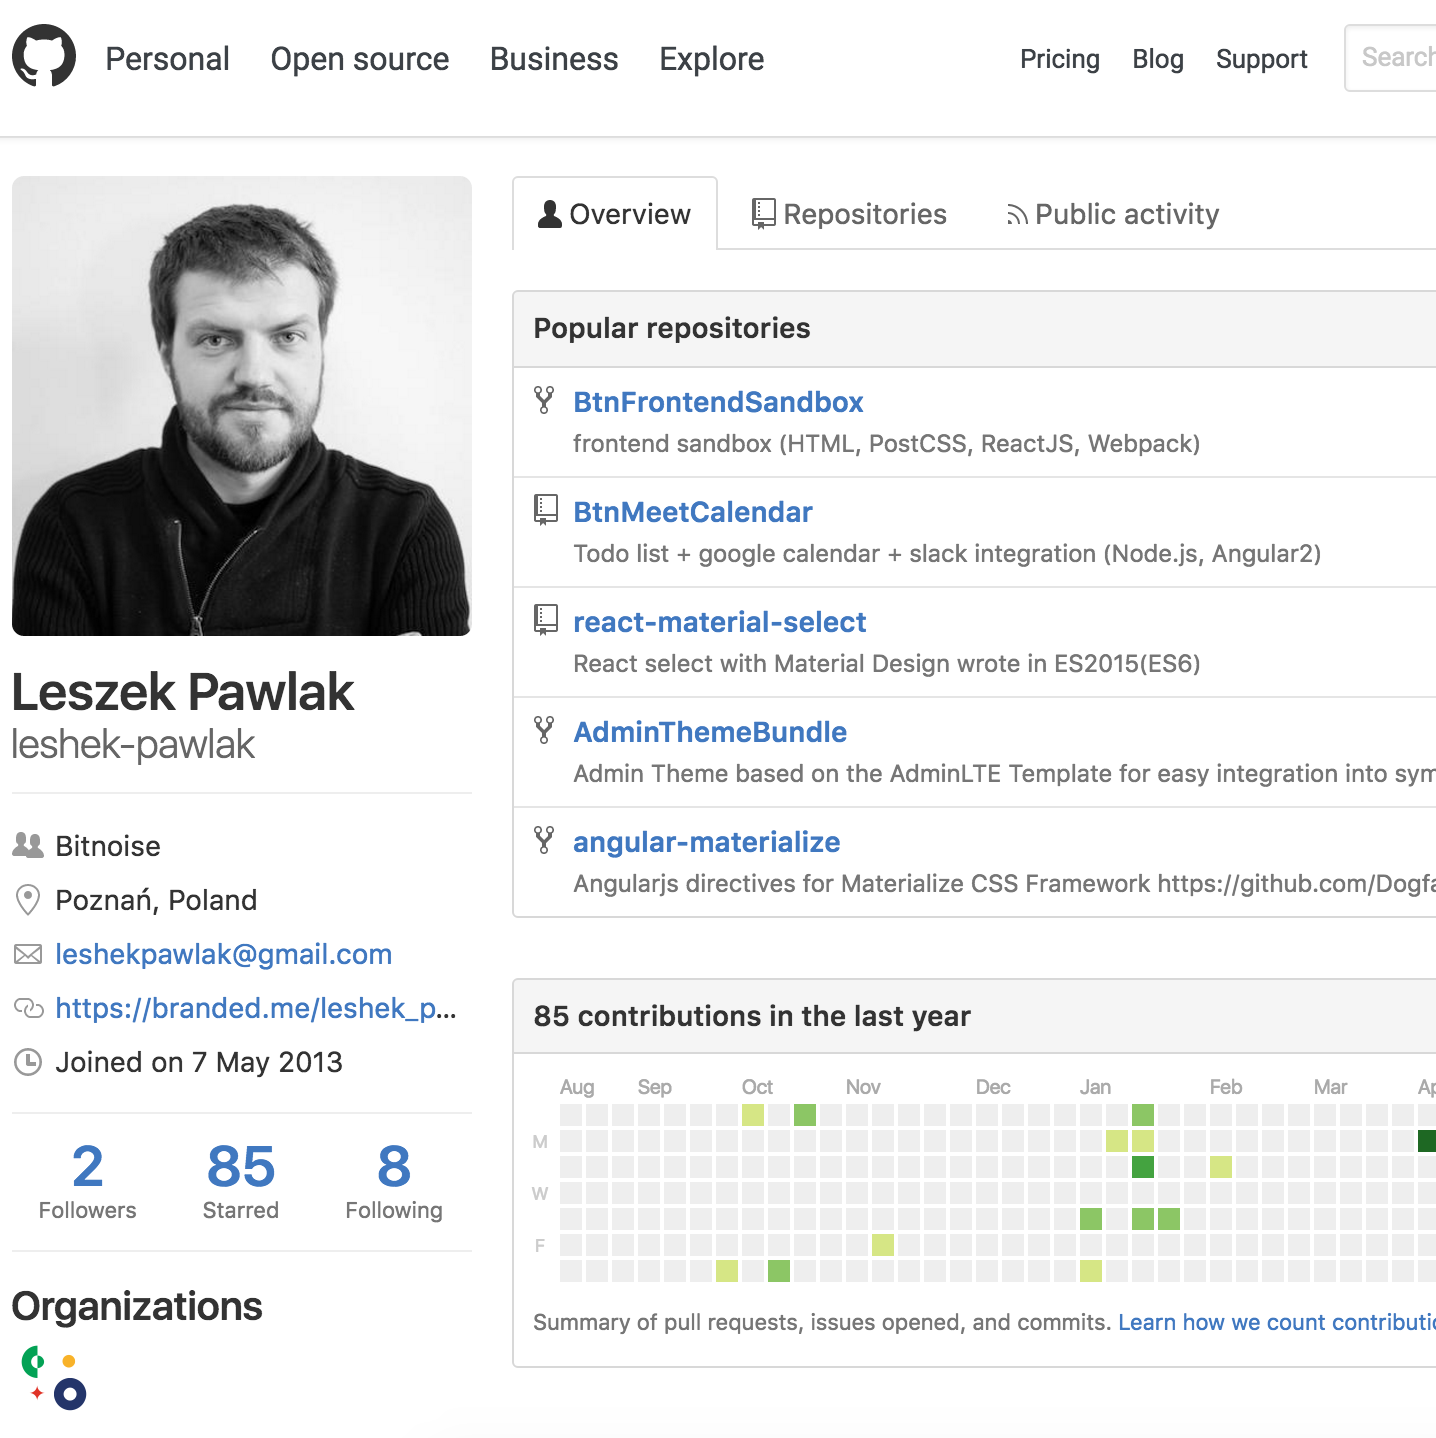 Personal Open source Business Explore Pricing Blog Support Search
Overview Repositories Public activity
Popular repositories
BtnFrontendSandbox
frontend sandbox (HTML, PostCSS, ReactJS, Webpack)
BtnMeetCalendar
Todo list + google calendar + slack integration (Node.js, Angular2)
react-material-select
React select with Material Design wrote in ES2015(ES6)
AdminThemeBundle
Admin Theme based on the AdminLTE Template for easy integration into sym
angular-materialize
Angularjs directives for Materialize CSS Framework https://github.com/Dogfa
Leszek Pawlak
leshek-pawlak
Bitnoise
Poznań, Poland
leshekpawlak@gmail.com
https://branded.me/leshek_p...
Joined on 7 May 2013
2 85 8
Followers Starred Following
Organizations
85 contributions in the last year
Aug Sep Oct Nov Dec Jan Feb Mar Ap
M
W
F
Summary of pull requests, issues opened, and commits. Learn how we count contributio